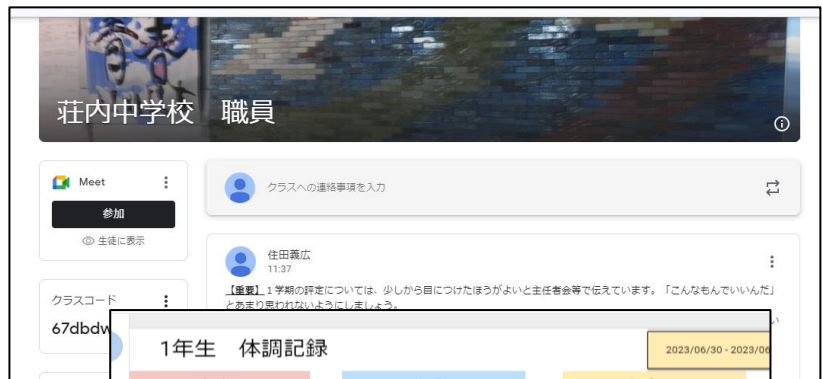 荘内中学校　職員
Meet
参加
生徒に表示
クラスへの連絡事項を入力
住田義広
11:37
【重要】１学期の評定については、少しから目につけたほうがよいと主任者会等で伝えています。「こんなもんでいいんだ」
とあまり思われないようにしましょう。
クラスコード
67dbdw
1年生　体調記録
2023/06/30 - 2023/06